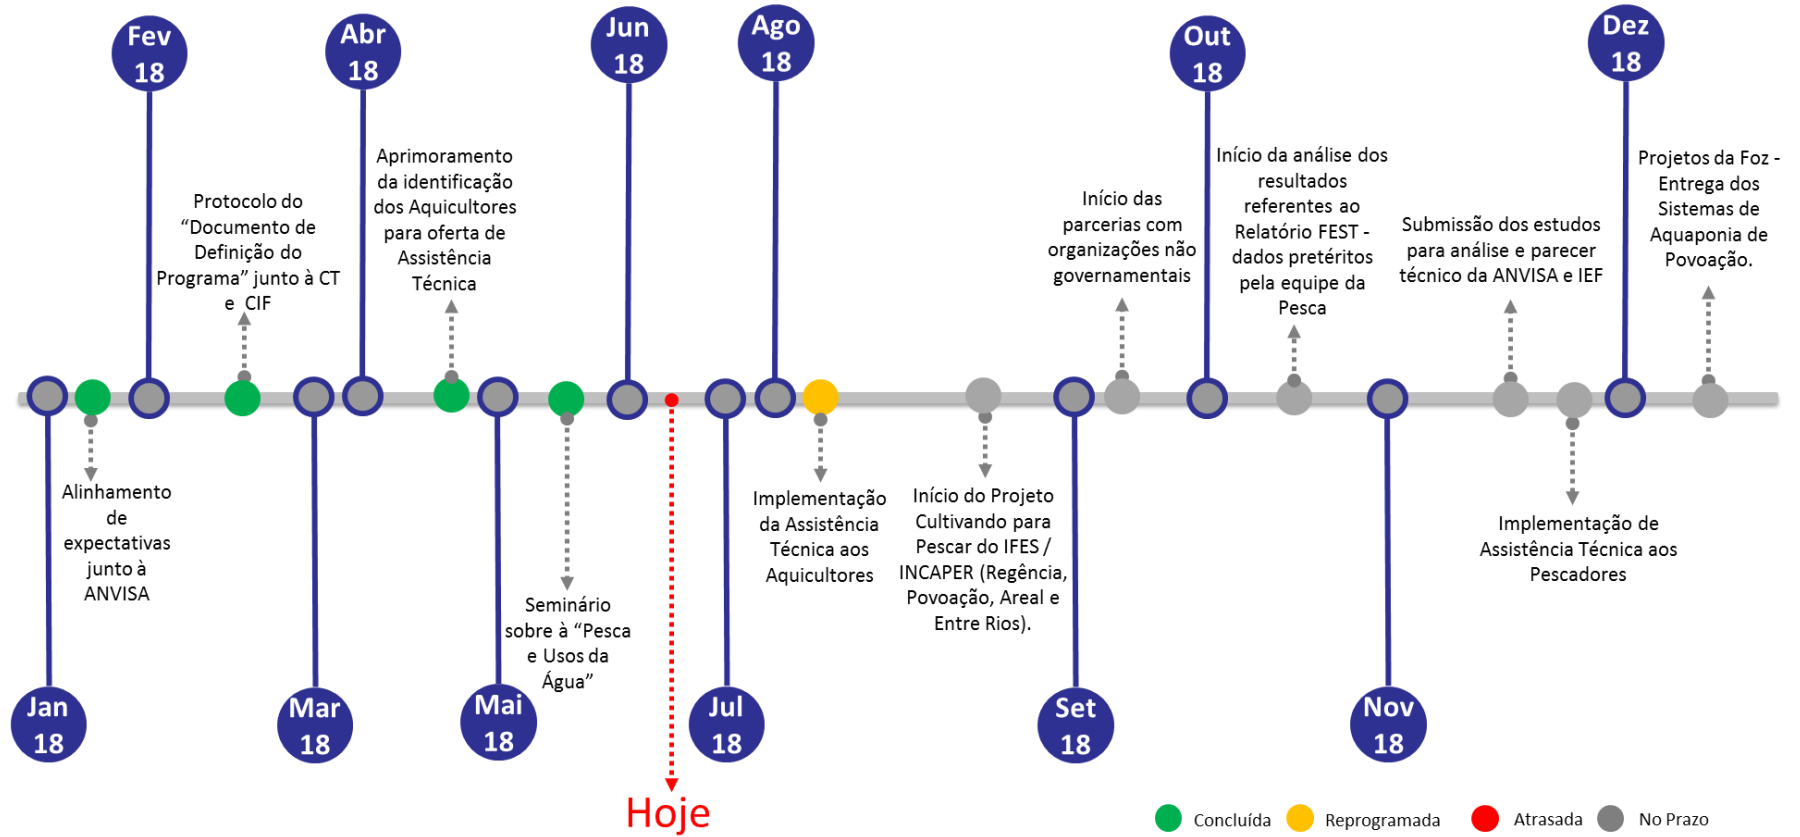 Fev
18
Abr
18
Jun
18
Ago
18
Out
18
Dez
18
Protocolo do
“Documento de
Definição do
Programa” junto à CT
e CIF
Aprimoramento
da identificação
dos Aquicultores
para oferta de
Assistência
Técnica
Início das
parcerias com
organizações não
governamentais
Início da análise dos
resultados
referentes ao
Relatório FEST -
dados pretéritos
pela equipe da
Pesca
Submissão dos estudos
para análise e parecer
técnico da ANVISA e IEF
Projetos da Foz -
Entrega dos
Sistemas de
Aquaponia de
Povoação.
Alinhamento
de
expectativas
junto à
ANVISA
Seminário
sobre à “Pesca
e Usos da
Água”
Implementação
da Assistência
Técnica aos
Aquicultores
Início do Projeto
Cultivando para
Pescar do IFES /
INCAPER (Regência,
Povoação, Areal e
Entre Rios).
Implementação de
Assistência Técnica aos
Pescadores
Jan
18
Mar
18
Mai
18
Jul
18
Set
18
Nov
18
Hoje
Concluída
Reprogramada
Atrasada
No Prazo